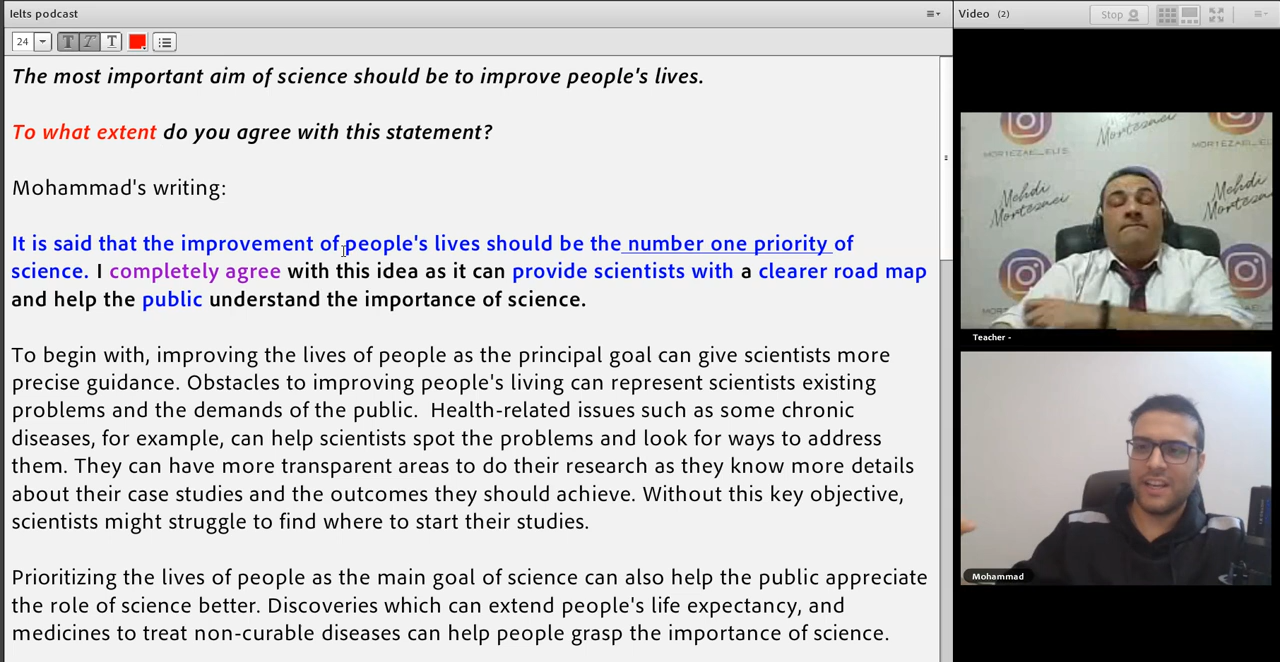 Ielts podcast
Video (2)
Stop
24
T T T
The most important aim of science should be to improve people's lives.
To what extent do you agree with this statement?
Mohammad's writing:
It is said that the improvement of people's lives should be the number one priority of
science. I completely agree with this idea as it can provide scientists with a clearer road map
and help the public understand the importance of science.
To begin with, improving the lives of people as the principal goal can give scientists more
precise guidance. Obstacles to improving people's living can represent scientists existing
problems and the demands of the public.  Health-related issues such as some chronic
diseases, for example, can help scientists spot the problems and look for ways to address
them. They can have more transparent areas to do their research as they know more details
about their case studies and the outcomes they should achieve. Without this key objective,
scientists might struggle to find where to start their studies.
Prioritizing the lives of people as the main goal of science can also help the public appreciate
the role of science better. Discoveries which can extend people's life expectancy, and
medicines to treat non-curable diseases can help people grasp the importance of science.
MORTEZAEI_IELTS
Mehdi
Mortezaei
Mehdi
Mortezaei
Teacher -
Mohammad